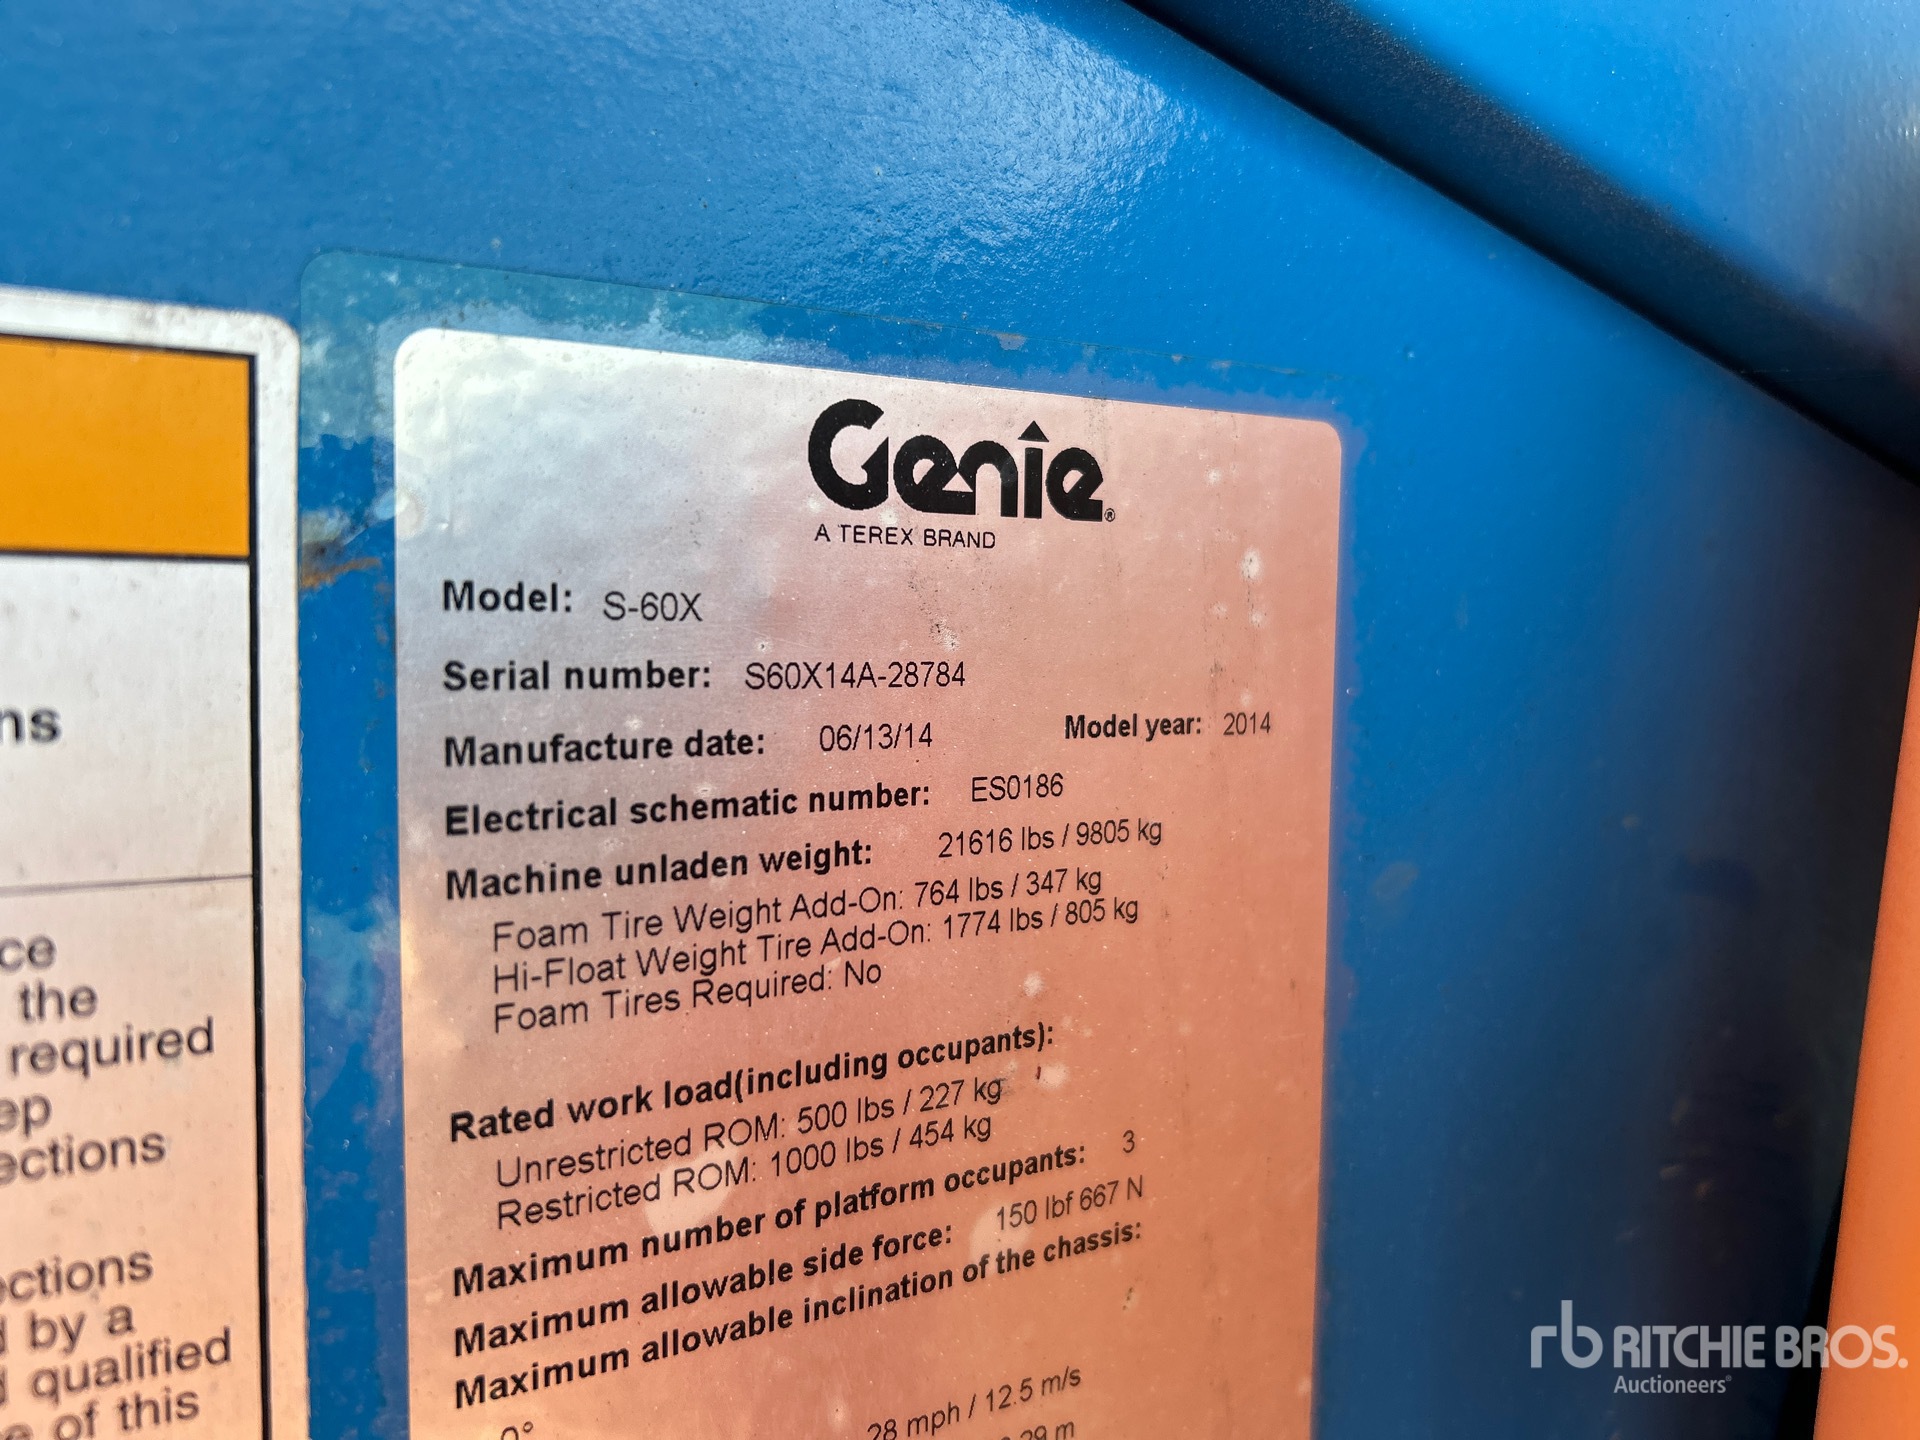 Genie®
A TEREX BRAND
Model: S-60X
Serial number: S60X14A-28784
Manufacture date: 06/13/14 Model year: 2014
Electrical schematic number: ES0186
Machine unladen weight: 21616 lbs / 9805 kg
Foam Tire Weight Add-On: 764 lbs / 347 kg
Hi-Float Weight Tire Add-On: 1774 lbs / 805 kg
Foam Tires Required: No
Rated work load(including occupants):
Unrestricted ROM: 500 lbs / 227 kg
Restricted ROM: 1000 lbs / 454 kg
Maximum number of platform occupants: 3
Maximum allowable side force: 150 lbf 667 N
Maximum allowable inclination of the chassis:
0°
28 mph / 12.5 m/s
29 m
ns
ce
the
required
ep
ections
ections
by a
qualified
of this
rb RITCHIE BROS.
Auctioneers®